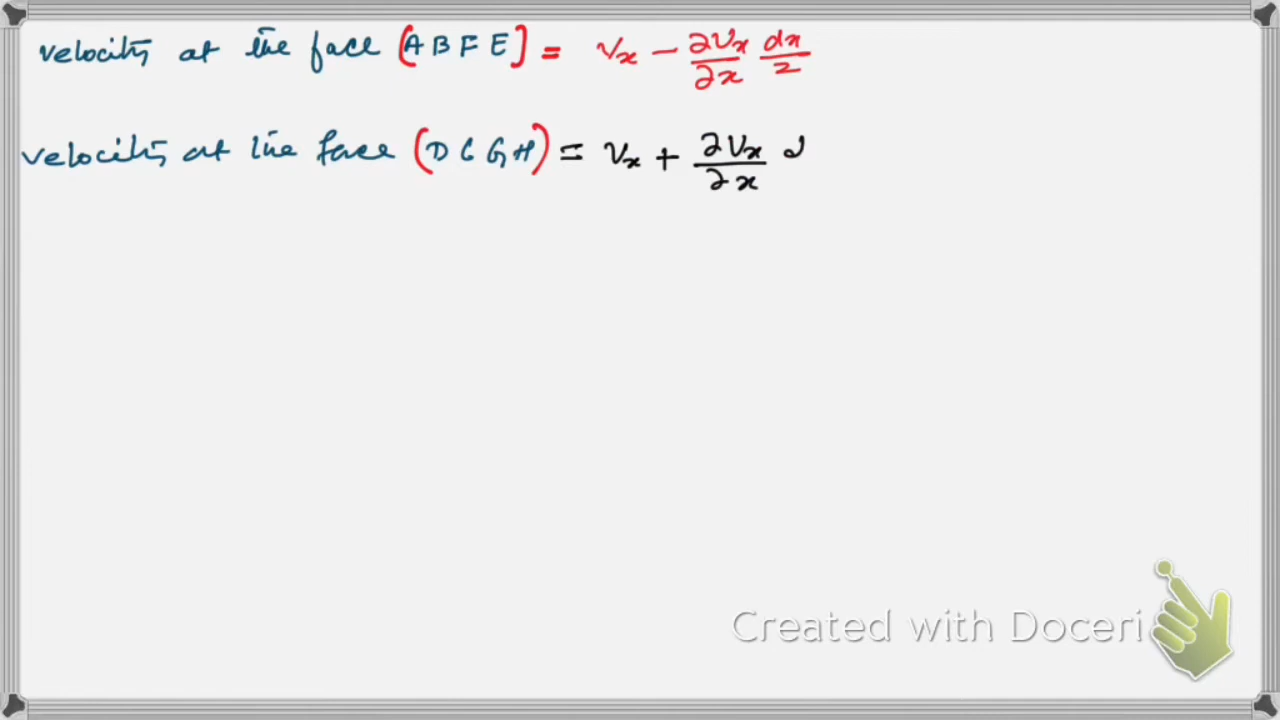 velocity at the face (ABFE) = Vx - ∂Vx/∂x dx/2
velocity at the face (DCGH) = Vx + ∂Vx/∂x
Created with Doceri